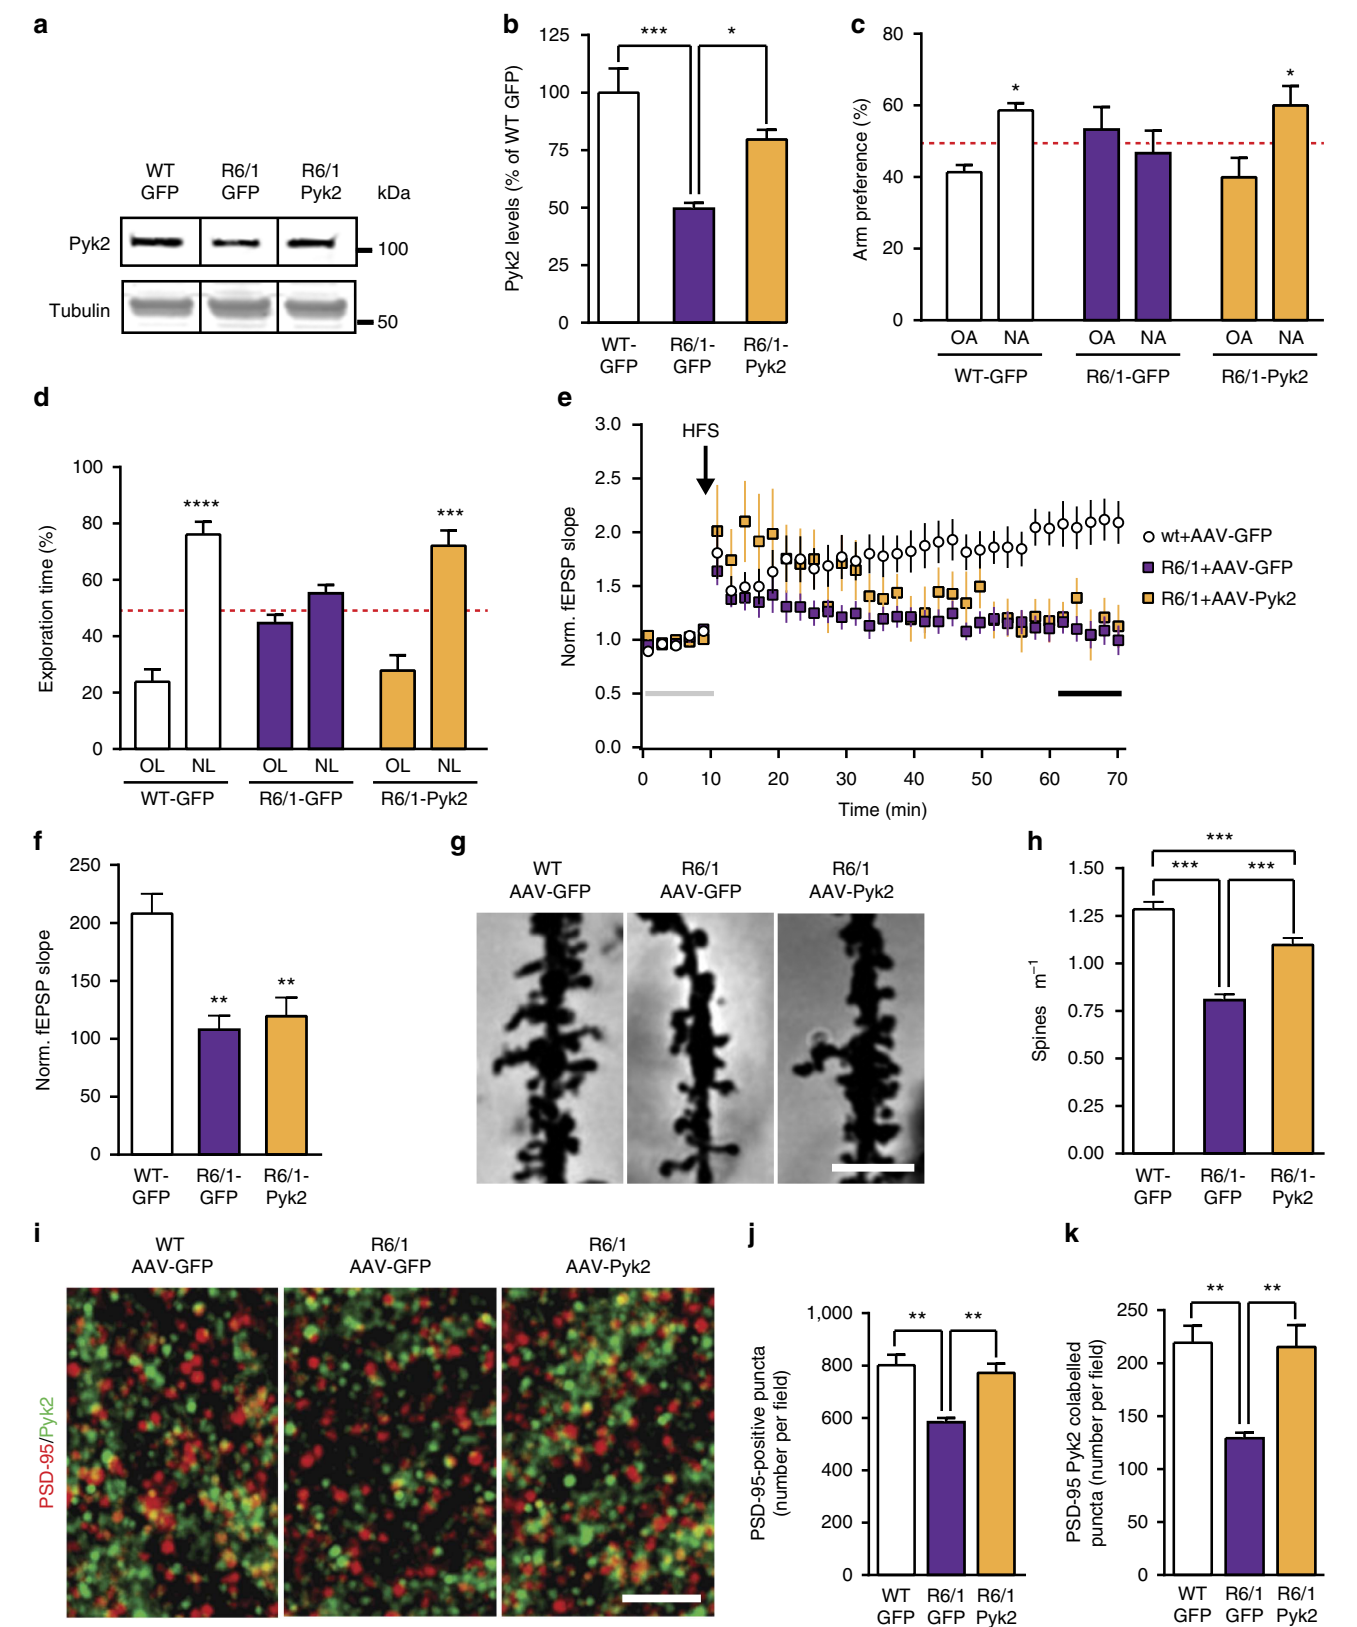 a
WT
GFP
R6/1
GFP
R6/1
Pyk2
kDa
Pyk2
100
Tubulin
50
b
Pyk2 levels (% of WT GFP)
125
100
75
50
25
0
***
*
WT-
GFP
R6/1-
GFP
R6/1-
Pyk2
c
Arm preference (%)
80
60
40
20
0
*
*
OA
NA
OA
NA
OA
NA
WT-GFP
R6/1-GFP
R6/1-Pyk2
d
Exploration time (%)
100
80
60
40
20
0
****
***
OL
NL
OL
NL
OL
NL
WT-GFP
R6/1-GFP
R6/1-Pyk2
e
Norm. fEPSP slope
3.0
2.5
2.0
1.5
1.0
0.5
0.0
HFS
0
10
20
30
40
50
60
70
Time (min)
wt+AAV-GFP
R6/1+AAV-GFP
R6/1+AAV-Pyk2
f
Norm. fEPSP slope
250
200
150
100
50
0
**
**
WT-
GFP
R6/1-
GFP
R6/1-
Pyk2
g
WT
AAV-GFP
R6/1
AAV-GFP
R6/1
AAV-Pyk2
h
Spines m⁻¹
1.50
1.25
1.00
0.75
0.50
0.25
0.00
***
***
***
WT-
GFP
R6/1-
GFP
R6/1-
Pyk2
i
WT
AAV-GFP
R6/1
AAV-GFP
R6/1
AAV-Pyk2
PSD-95/Pyk2
j
PSD-95-positive puncta
(number per field)
1,000
800
600
400
200
0
**
**
WT
GFP
R6/1
GFP
R6/1
Pyk2
k
PSD-95 Pyk2 colabelled
puncta (number per field)
250
200
150
100
50
0
**
**
WT
GFP
R6/1
GFP
R6/1
Pyk2